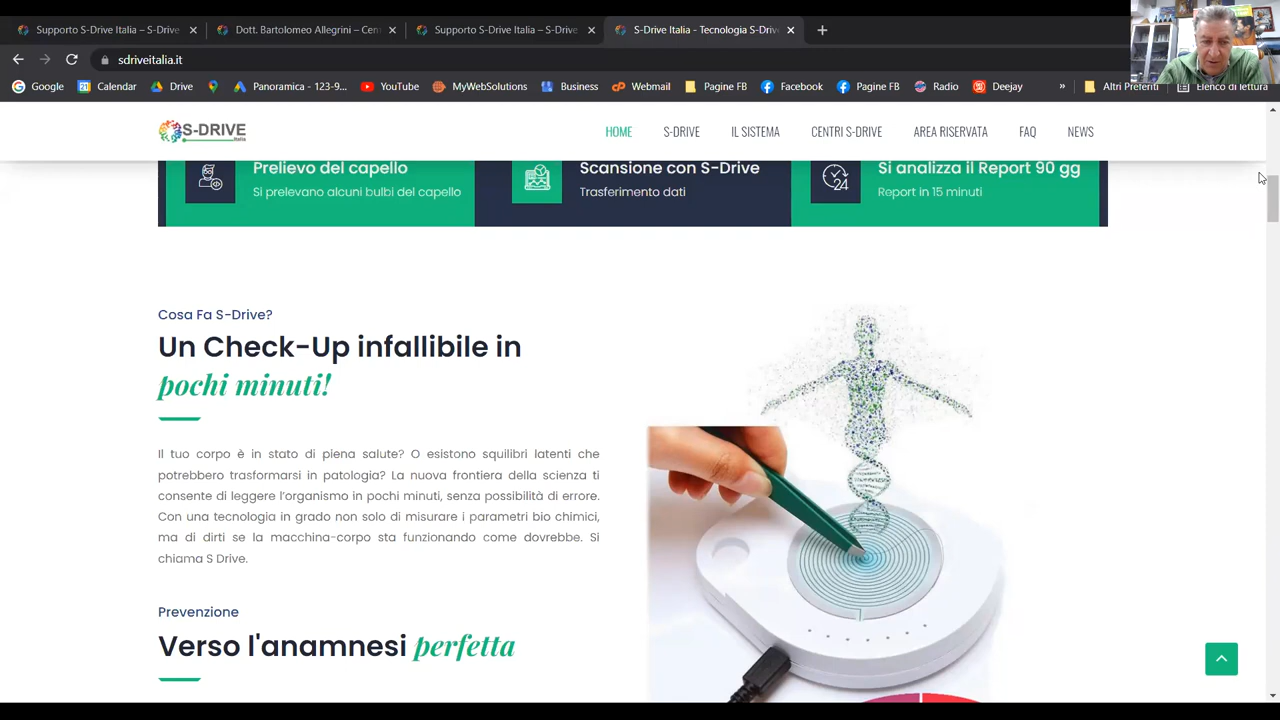 Supporto S-Drive Italia – S-Drive
Dott. Bartolomeo Allegrini – Cen
Supporto S-Drive Italia – S-Drive
S-Drive Italia - Tecnologia S-Drive
sdriveitalia.it
Google
Calendar
Drive
Panoramica - 123-9...
YouTube
MyWebSolutions
Business
Webmail
Pagine FB
Facebook
Pagine FB
Radio
Deejay
»
Altri Preferiti
Elenco di lettura
S-DRIVE
Italia
HOME
S-DRIVE
IL SISTEMA
CENTRI S-DRIVE
AREA RISERVATA
FAQ
NEWS
Prelievo del capello
Si prelevano alcuni bulbi del capello
Scansione con S-Drive
Trasferimento dati
24
Si analizza il Report 90 gg
Report in 15 minuti
Cosa Fa S-Drive?
Un Check-Up infallibile in
pochi minuti!
Il tuo corpo è in stato di piena salute? O esistono squilibri latenti che
potrebbero trasformarsi in patologia? La nuova frontiera della scienza ti
consente di leggere l'organismo in pochi minuti, senza possibilità di errore.
Con una tecnologia in grado non solo di misurare i parametri bio chimici,
ma di dirti se la macchina-corpo sta funzionando come dovrebbe. Si
chiama S Drive.
Prevenzione
Verso l'anamnesi perfetta